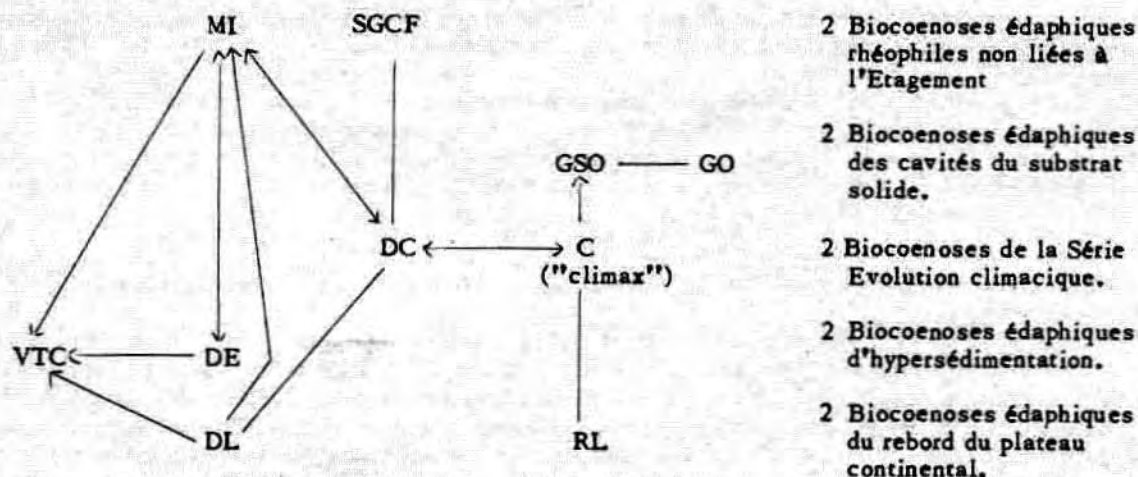 MI SGCF
2 Biocoenoses édaphiques
rhéophiles non liées à
l'Etagement
2 Biocoenoses édaphiques
des cavités du substrat
solide.
GSO GO
DC C
("climax")
2 Biocoenoses de la Série
Evolution climacique.
VTC DE
2 Biocoenoses édaphiques
d'hypersédimentation.
DL RL
2 Biocoenoses édaphiques
du rebord du plateau
continental.